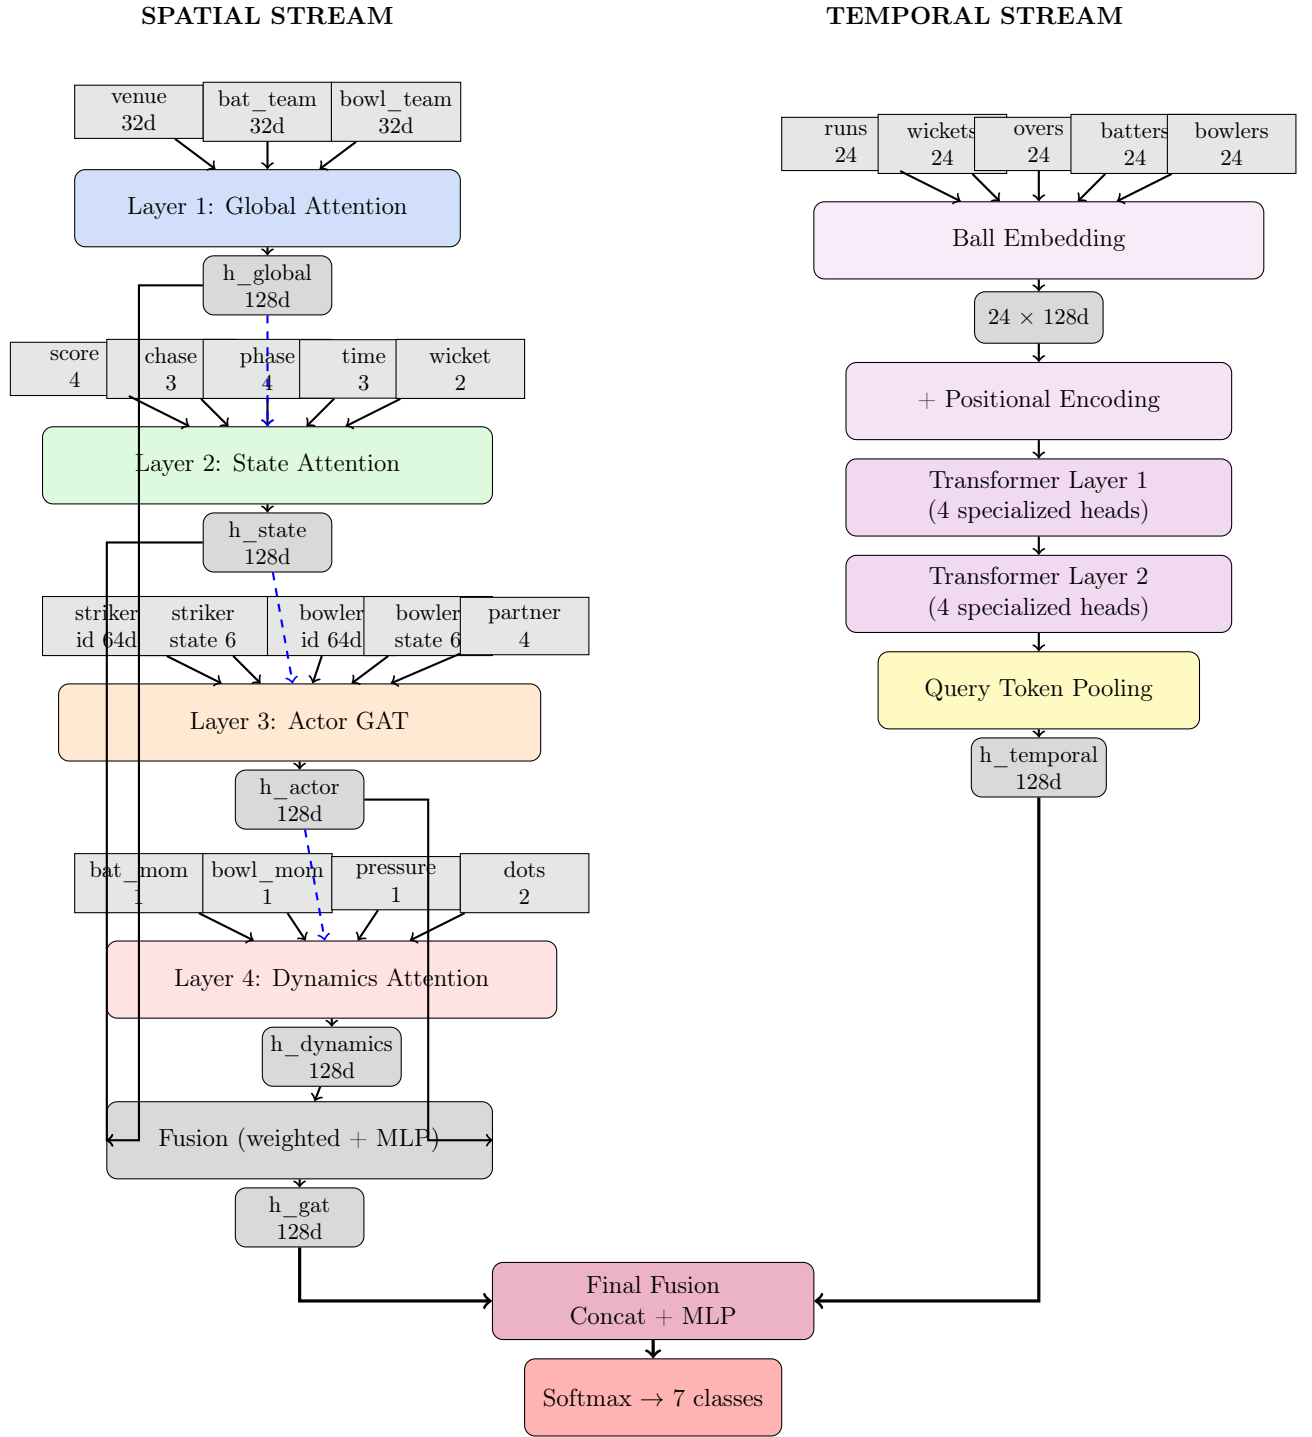 SPATIAL STREAM
venue
32d
bat_team
32d
bowl_team
32d
Layer 1: Global Attention
h_global
128d
score
4
chase
3
phase
4
time
3
wicket
2
Layer 2: State Attention
h_state
128d
striker
id 64d
striker
state 6
bowler
id 64d
bowler
state 6
partner
4
Layer 3: Actor GAT
h_actor
128d
bat_mom
1
bowl_mom
1
pressure
1
dots
2
Layer 4: Dynamics Attention
h_dynamics
128d
Fusion (weighted + MLP)
h_gat
128d
TEMPORAL STREAM
runs
24
wickets
24
overs
24
batters
24
bowlers
24
Ball Embedding
24 × 128d
+ Positional Encoding
Transformer Layer 1
(4 specialized heads)
Transformer Layer 2
(4 specialized heads)
Query Token Pooling
h_temporal
128d
Final Fusion
Concat + MLP
Softmax → 7 classes